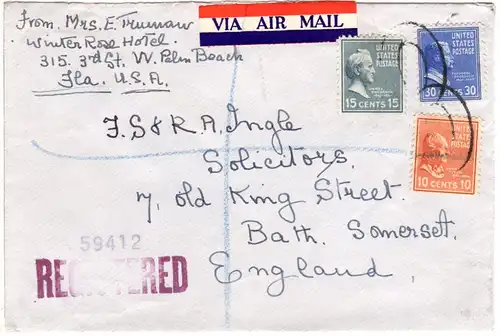 From. Mrs. E. Truman
Winter Rose Hotel.
315. 3rd St. W. Palm Beach
Fla. U.S.A.
VIA AIR MAIL
UNITED STATES POSTAGE
15 CENTS 15
UNITED STATES POSTAGE
30 CENTS 30
UNITED STATES POSTAGE
10 CENTS 10
J. S & R. A. Ingle
Solicitors.
7, old King Street.
Bath, Somerset.
England.
59412
REGISTERED